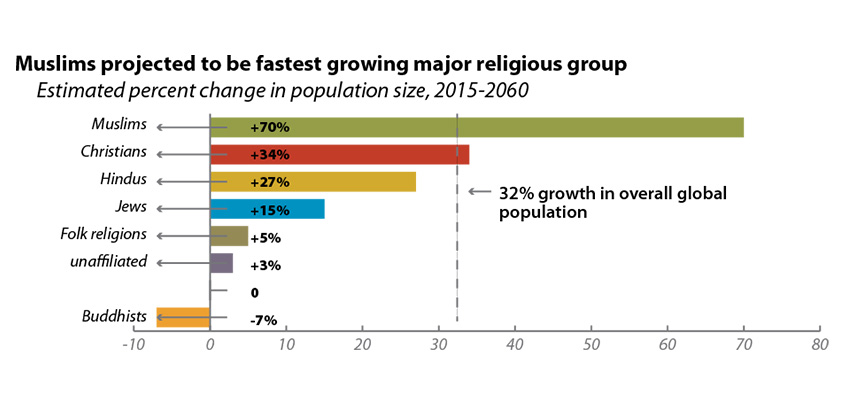 Muslims projected to be fastest growing major religious group
Estimated percent change in population size, 2015-2060
Muslims +70%
Christians +34%
Hindus +27%
32% growth in overall global
population
Jews +15%
Folk religions +5%
unaffiliated +3%
0
Buddhists -7%
-10 0 10 20 30 40 50 60 70 80